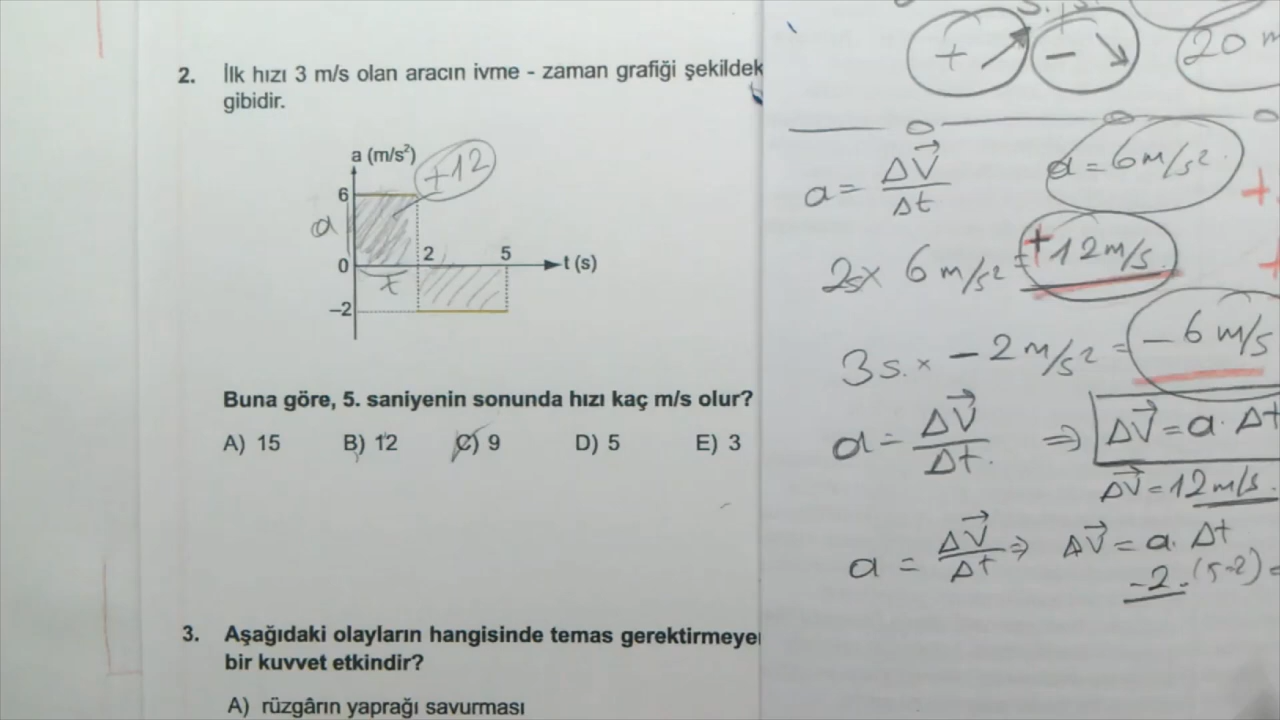 2. İlk hızı 3 m/s olan aracın ivme - zaman grafiği şekildek
gibidir.
a (m/s²)
+12
6
a
0
2
5
t (s)
t
–2
Buna göre, 5. saniyenin sonunda hızı kaç m/s olur?
A) 15 B) 12 C) 9 D) 5 E) 3
3. Aşağıdaki olayların hangisinde temas gerektirmeye
bir kuvvet etkindir?
A) rüzgârın yaprağı savurması
+ −
20 m
a = ΔV/Δt a = 6 m/s²
2s x 6 m/s² = +12 m/s
3 s. x −2 m/s² = −6 m/s
a = ΔV/Δt. ⇒ ΔV = a. Δt
ΔV = 12 m/s.
a = ΔV/Δt ⇒ ΔV = a. Δt
−2.(5-2) =